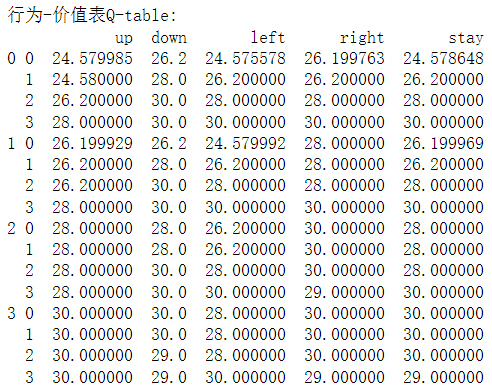 行为-价值表Q-table:
up down left right stay
0 0 24.579985 26.2 24.575578 26.199763 24.578648
1 24.580000 28.0 26.200000 26.200000 26.200000
2 26.200000 30.0 28.000000 28.000000 28.000000
3 28.000000 30.0 30.000000 30.000000 30.000000
1 0 26.199929 26.2 24.579992 28.000000 26.199969
1 26.200000 28.0 26.200000 28.000000 26.200000
2 26.200000 30.0 28.000000 28.000000 28.000000
3 28.000000 30.0 30.000000 30.000000 30.000000
2 0 28.000000 28.0 26.200000 30.000000 28.000000
1 28.000000 28.0 26.200000 30.000000 28.000000
2 28.000000 30.0 28.000000 30.000000 30.000000
3 28.000000 30.0 30.000000 29.000000 30.000000
3 0 30.000000 30.0 28.000000 30.000000 30.000000
1 30.000000 30.0 28.000000 30.000000 30.000000
2 30.000000 29.0 28.000000 30.000000 30.000000
3 30.000000 29.0 30.000000 29.000000 29.000000